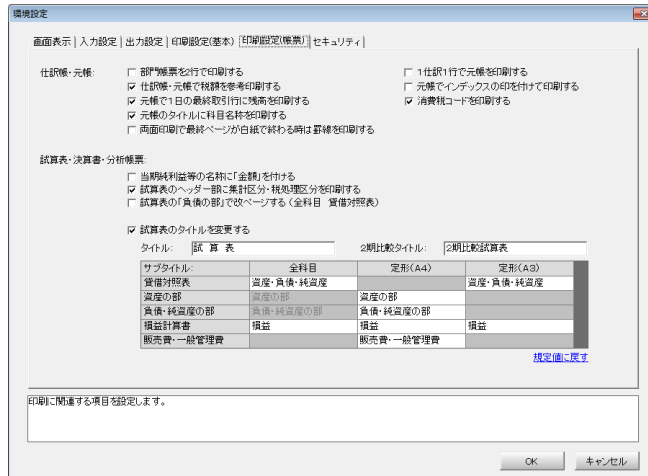 環境設定
画面表示 入力設定 出力設定 印刷設定(基本) 印刷設定(帳票) セキュリティ
仕訳帳・元帳:
部門帳票を2行で印刷する
1仕訳1行で元帳を印刷する
仕訳帳・元帳で税額を参考印刷する
元帳でインデックスの印を付けて印刷する
元帳で1日の最終取引行に残高を印刷する
消費税コードを印刷する
元帳のタイトルに科目名称を印刷する
両面印刷で最終ページが白紙で終わる時は罫線を印刷する
試算表・決算書・分析帳票:
当期純利益等の名称に「金額」を付ける
試算表のヘッダー部に集計区分・税処理区分を印刷する
試算表の「負債の部」で改ページする(全科目 貸借対照表)
試算表のタイトルを変更する
タイトル: 試 算 表 2期比較タイトル: 2期比較試算表
サブタイトル: 全科目 定形(A4) 定形(A3)
貸借対照表 資産・負債・純資産 資産・負債・純資産
資産の部 資産の部 資産の部
負債・純資産の部 負債・純資産の部 負債・純資産の部
損益計算書 損益 損益 損益
販売費・一般管理費 販売費・一般管理費
規定値に戻す
印刷に関連する項目を設定します。
OK キャンセル